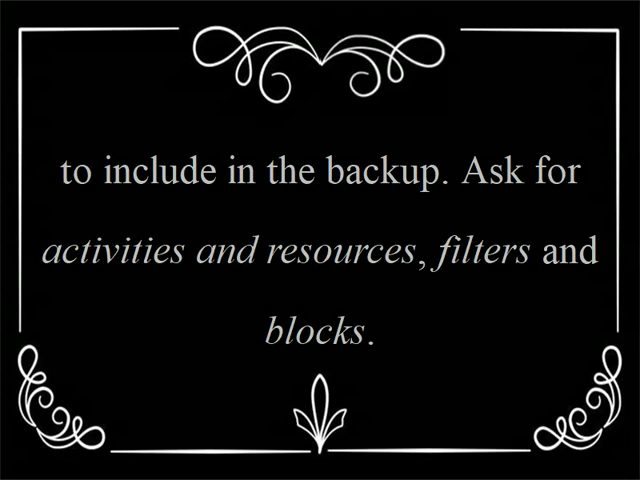 to include in the backup. Ask for
activities and resources, filters and
blocks.